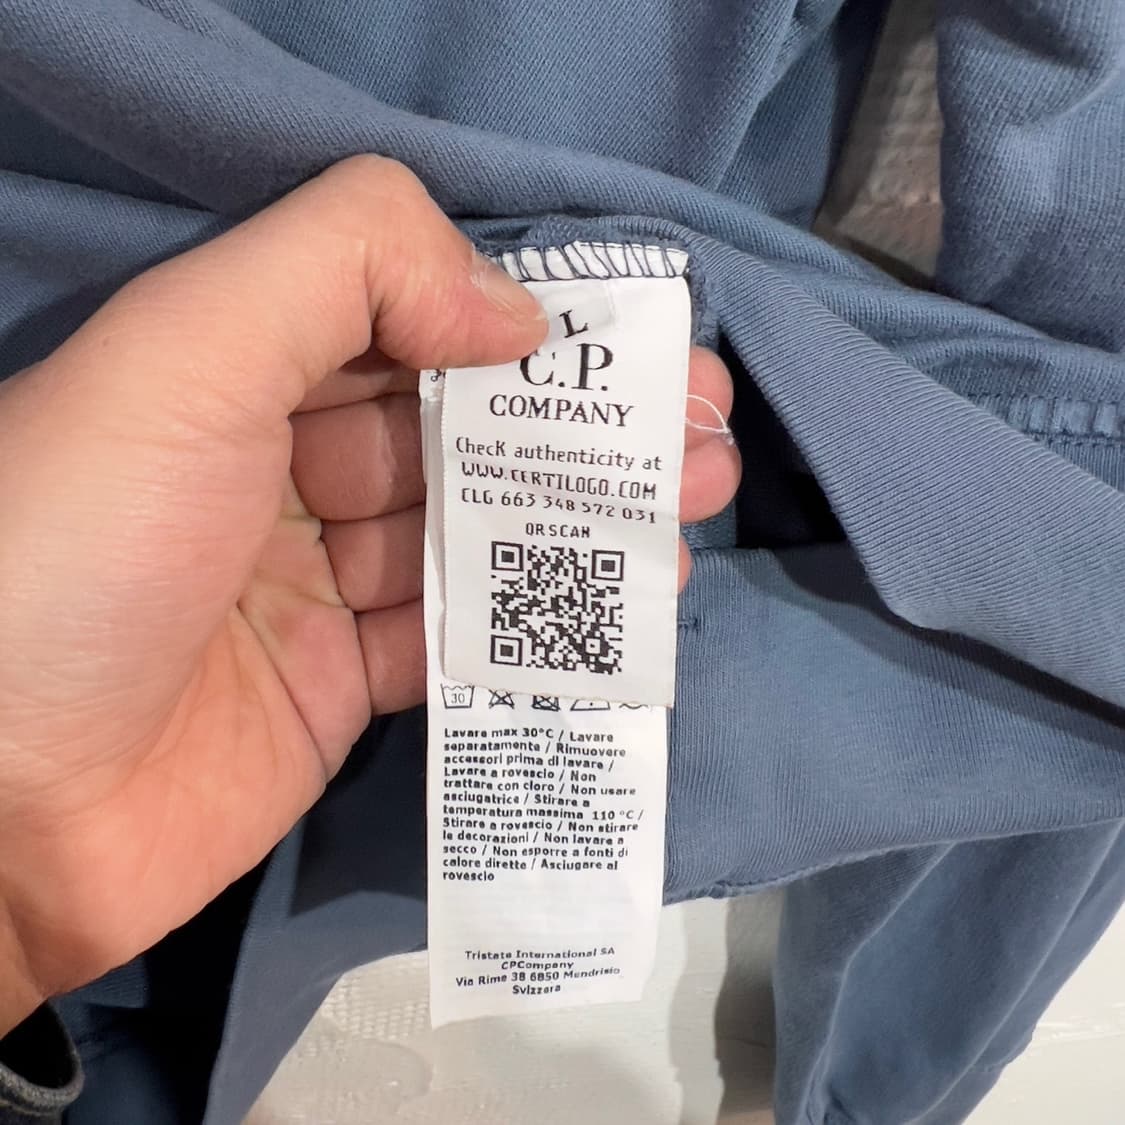 L
C.P.
COMPANY
Check authenticity at
WWW.CERTILOGO.COM
CLG 663 348 572 031
QR SCAN
30
Lavare max 30°C / Lavare
separatamente / Rimuovere
accessori prima di lavare /
Lavare a rovescio / Non
trattare con cloro / Non usare
asciugatrice / Stirare a
temperatura massima 110 °C /
Stirare a rovescio / Non stirare
le decorazioni / Non lavare a
secco / Non esporre a fonti di
calore dirette / Asciugare al
rovescio
Tristate International SA
CPCompany
Via Rime 38 6850 Mendrisio
Svizzera